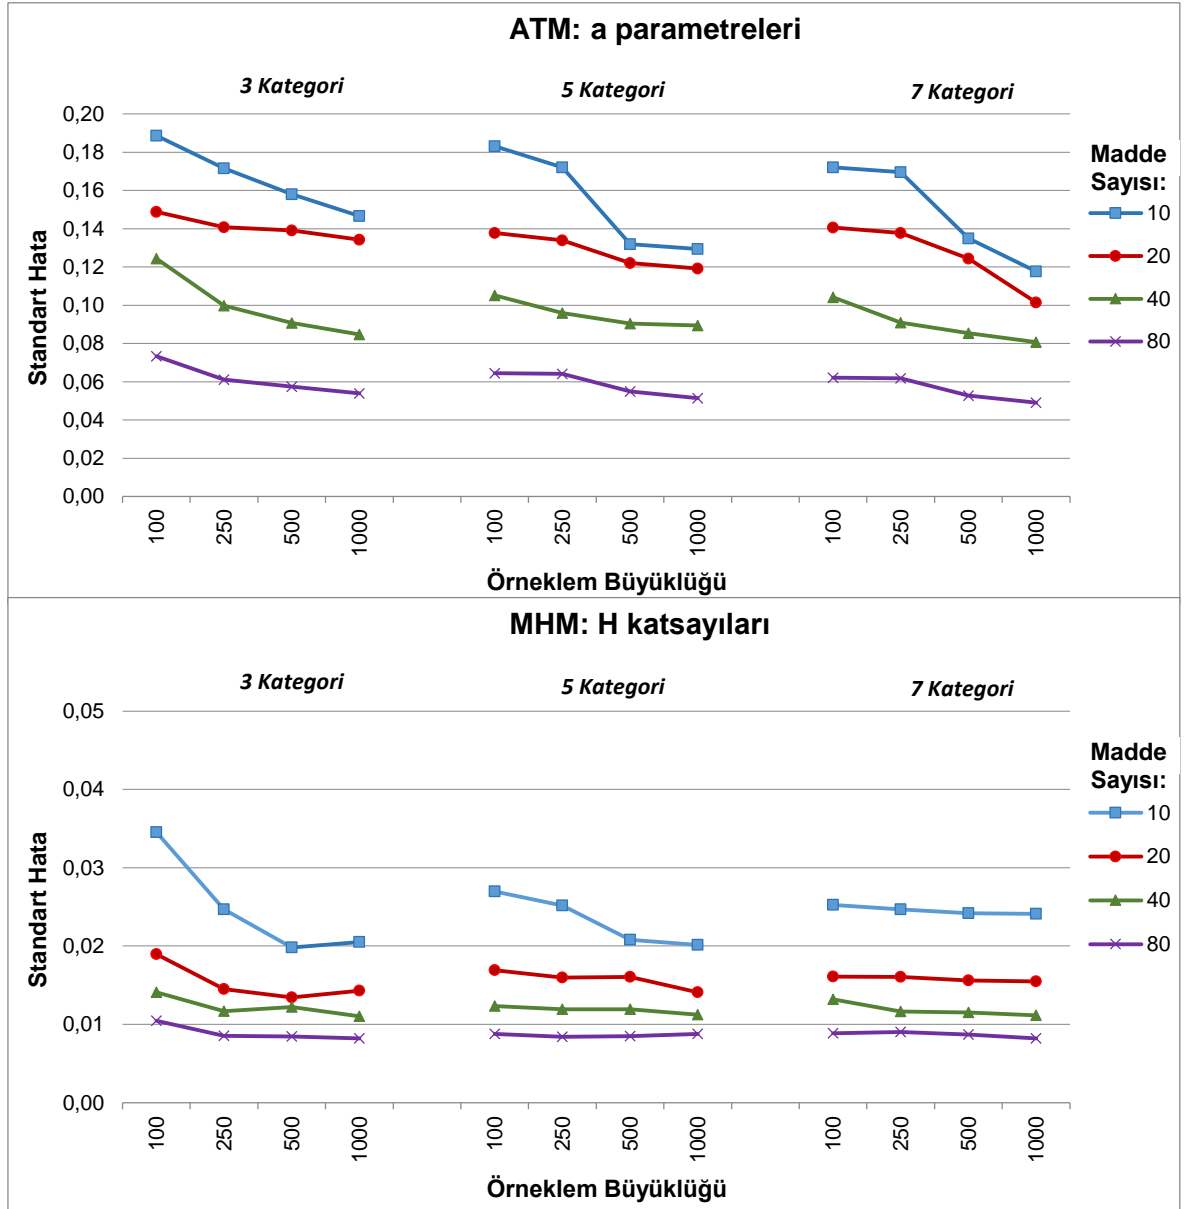 ATM: a parametreleri
3 Kategori 5 Kategori 7 Kategori
0,20
0,18
0,16
0,14
0,12
0,10
0,08
0,06
0,04
0,02
0,00
Standart Hata
100 250 500 1000 100 250 500 1000 100 250 500 1000
Örneklem Büyüklüğü
Madde
Sayısı:
10
20
40
80
MHM: H katsayıları
3 Kategori 5 Kategori 7 Kategori
0,05
0,04
0,03
0,02
0,01
0,00
Standart Hata
100 250 500 1000 100 250 500 1000 100 250 500 1000
Örneklem Büyüklüğü
Madde
Sayısı:
10
20
40
80